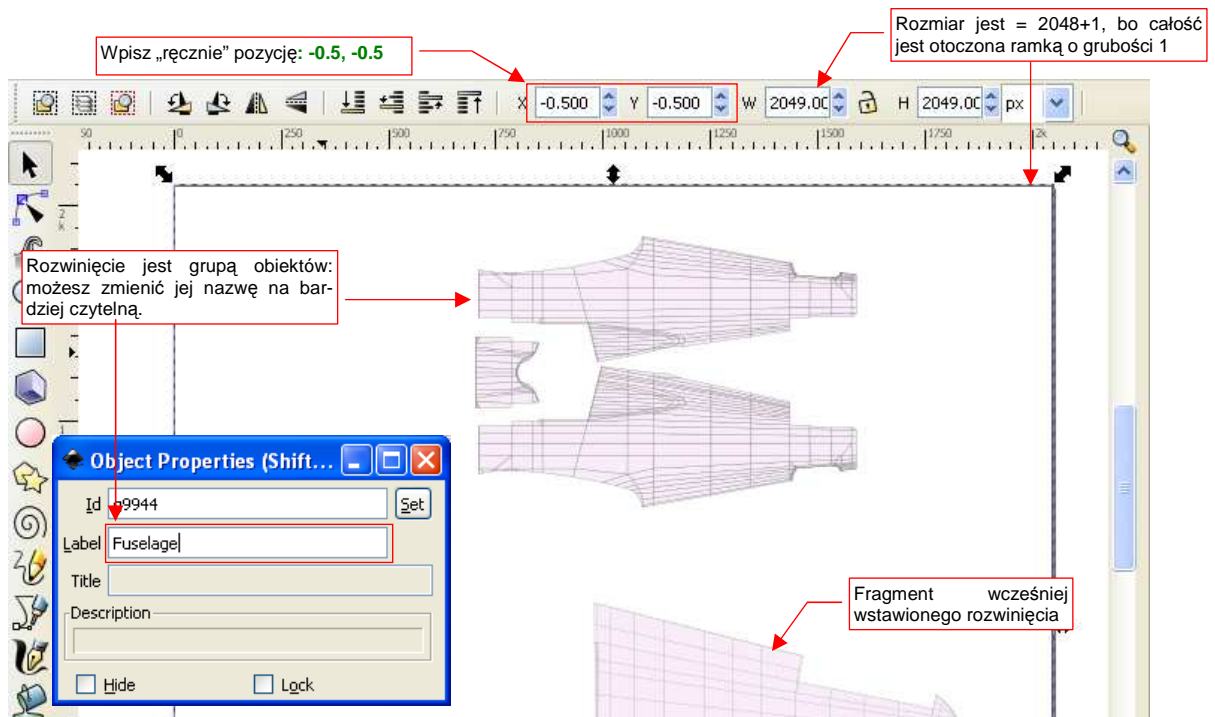 Rozmiar jest = 2048+1, bo całość
jest otoczona ramką o grubości 1
Wpisz „ręcznie” pozycję: -0.5, -0.5
X -0.500 Y -0.500 W 2049.00 H 2049.00 px
50 0 250 500 750 1000 1250 1500 1750 2k
2
k
Rozwinięcie jest grupą obiektów:
możesz zmienić jej nazwę na bar-
dziej czytelną.
1
Object Properties (Shift...
Id g9944 Set
Label Fuselage
Title
Description
Hide Lock
Fragment wcześniej
wstawionego rozwinięcia